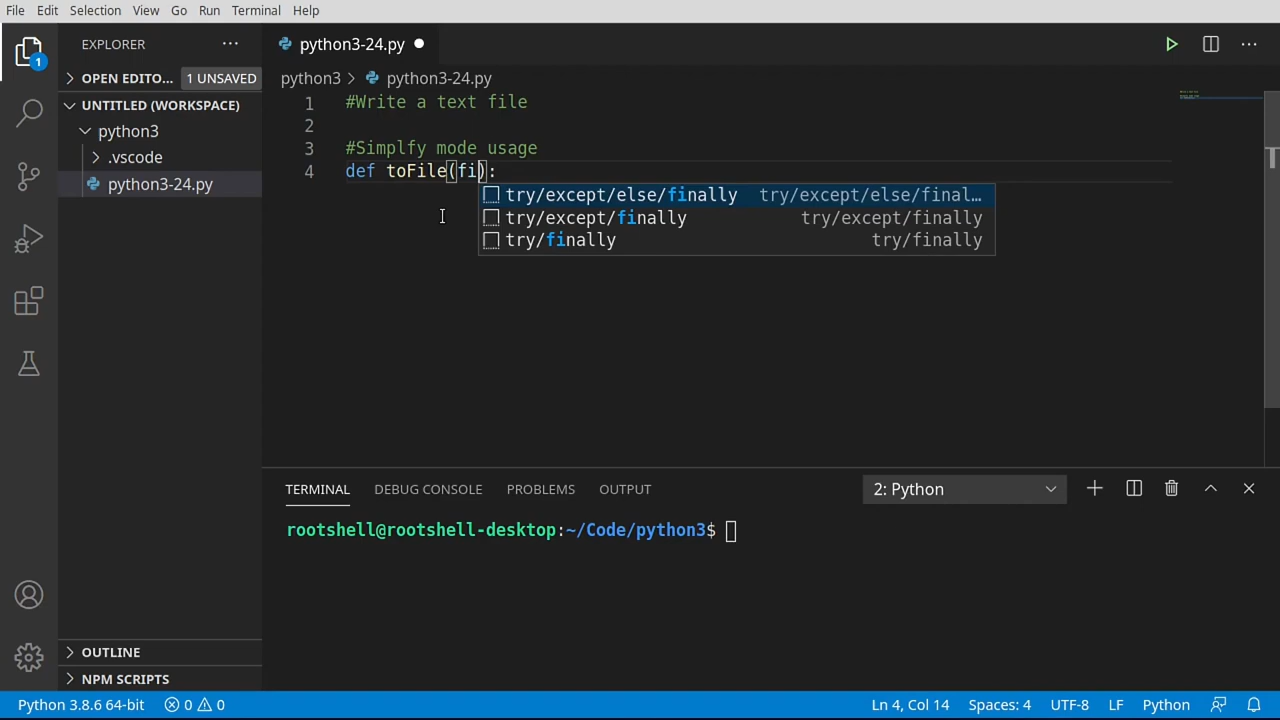 File Edit Selection View Go Run Terminal Help
EXPLORER
python3-24.py
OPEN EDITO... 1 UNSAVED
python3 > python3-24.py
UNTITLED (WORKSPACE)
python3
.vscode
python3-24.py
1 #Write a text file
2
3 #Simplfy mode usage
4 def toFile(fi):
try/except/else/finally try/except/else/final…
try/except/finally try/except/finally
try/finally try/finally
TERMINAL DEBUG CONSOLE PROBLEMS OUTPUT 2: Python
rootshell@rootshell-desktop:~/Code/python3$
1
OUTLINE
NPM SCRIPTS
Python 3.8.6 64-bit 0 0 Ln 4, Col 14 Spaces: 4 UTF-8 LF Python